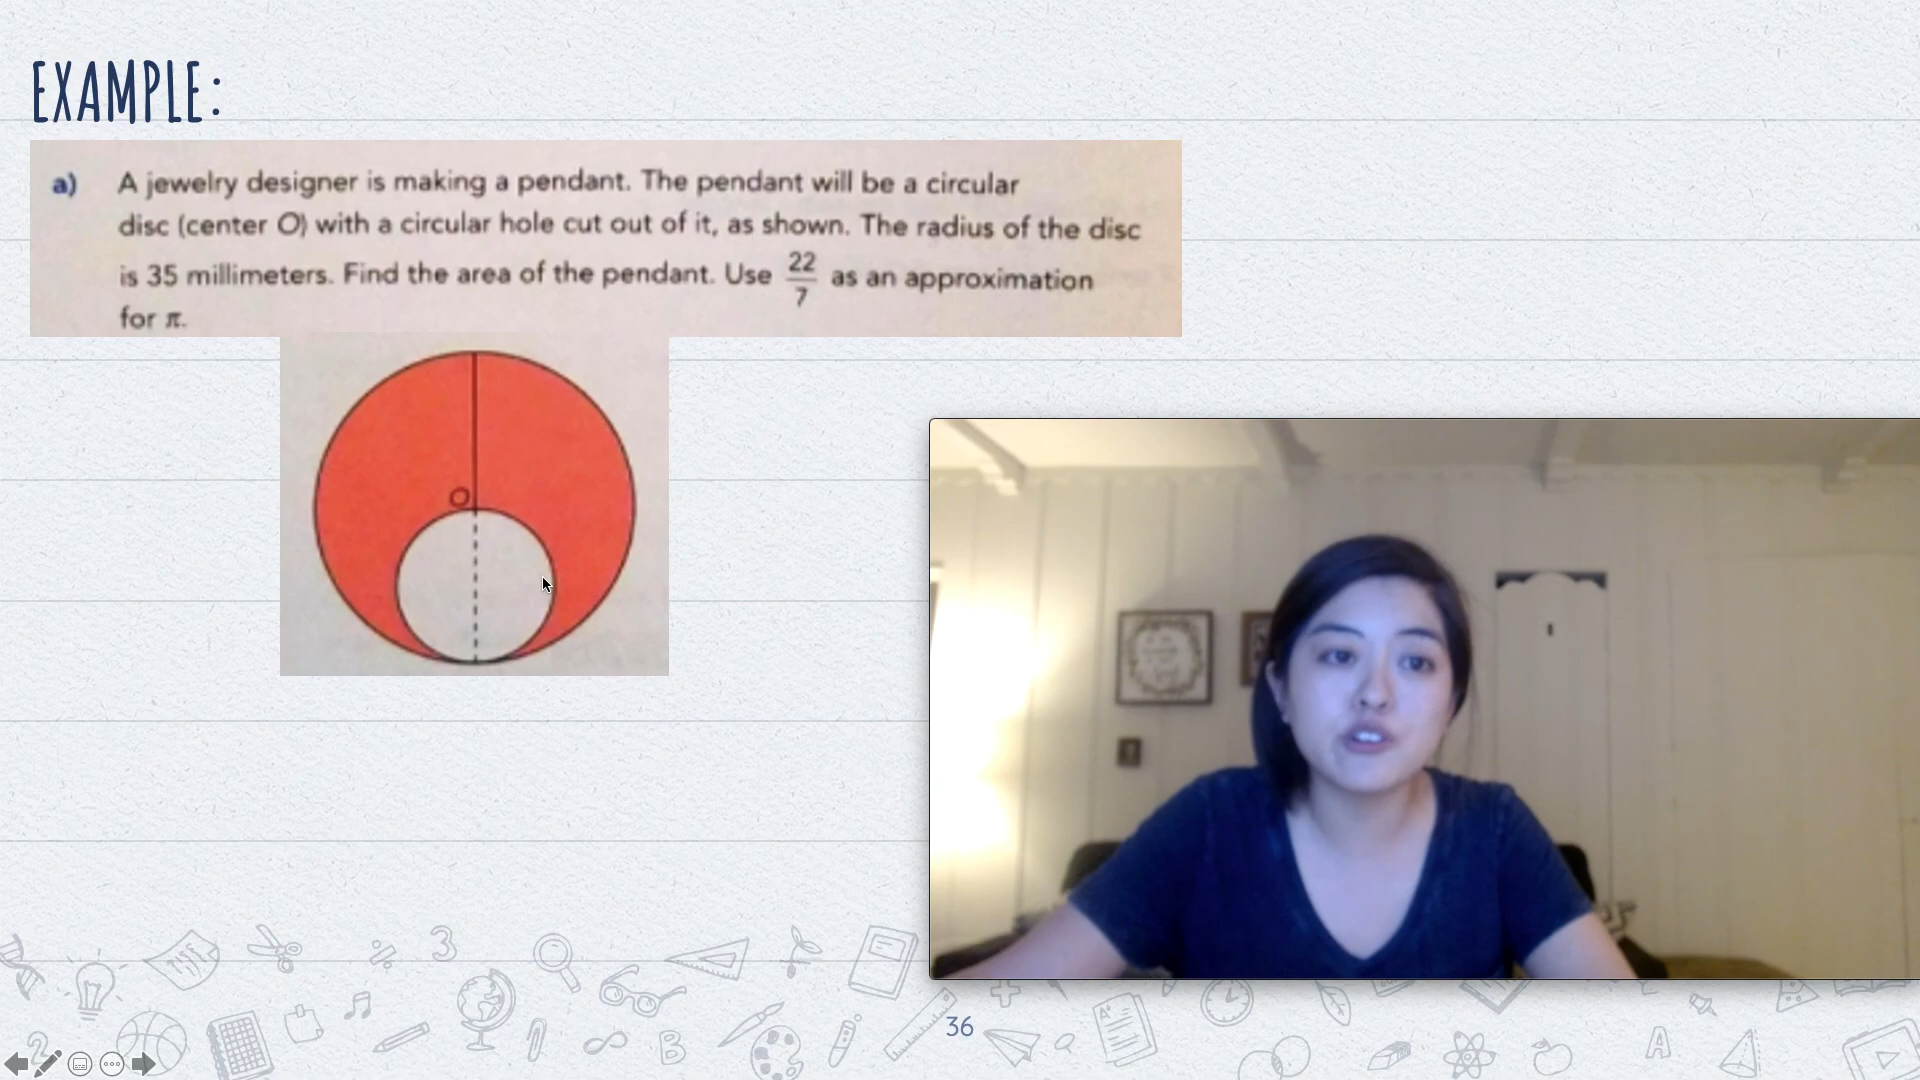 EXAMPLE:
a) A jewelry designer is making a pendant. The pendant will be a circular
disc (center O) with a circular hole cut out of it, as shown. The radius of the disc
is 35 millimeters. Find the area of the pendant. Use 22/7 as an approximation
for π.
O
36